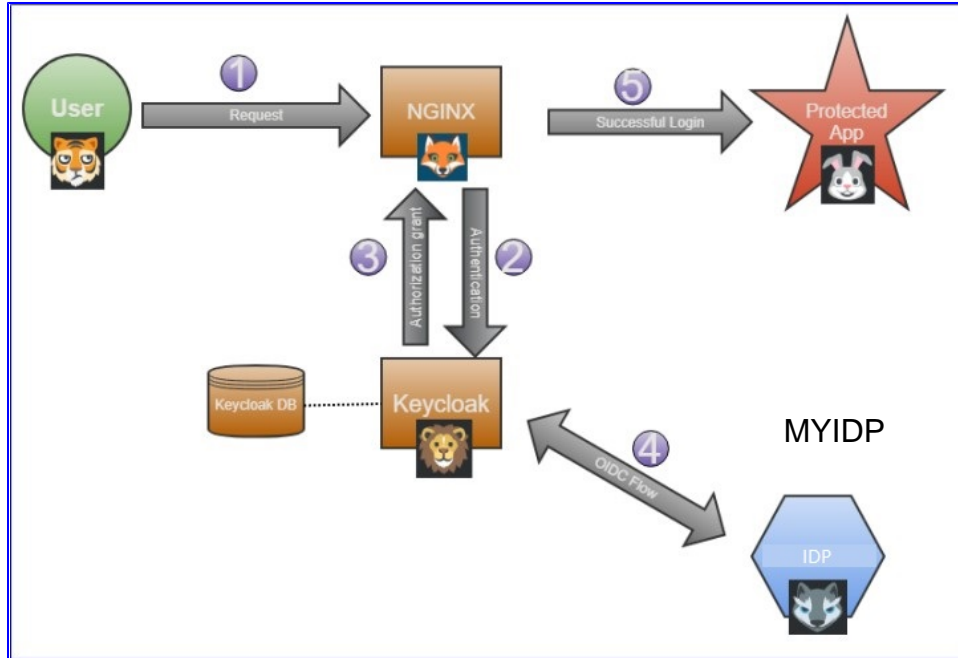 1
5
User
Request
NGINX
Successful Login
Protected
App
3
Authorization grant
Authentication
2
Keycloak DB
Keycloak
4
OIDC Flow
MYIDP
IDP